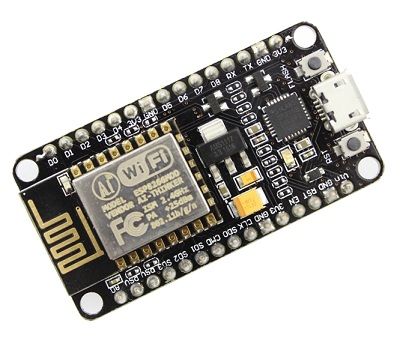 D0 D1 D2 D3 D4 3V3 GND D5 D6 D7 D8 RX TX GND 3V3
FLASH
RST
Ai WiFi
MODEL ESP8266MOD
VENDOR AI-THINKER
ISM 2.4GHz
PA +25dBm
802.11b/g/n
FC
A0 RSV RSV SD3 SD2 SD1 CMD SD0 CLK GND 3V3 EN RST GND Vin